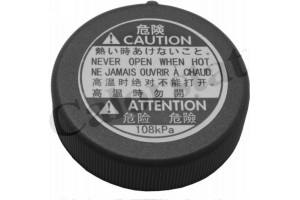 危険
⚠ CAUTION
熱い時あけないこと、
NEVER OPEN WHEN HOT.
NE JAMAIS OUVRIR À CHAUD.
高温时绝对不能打开
高溫時勿開
⚠ ATTENTION
危险 危險
108kPa